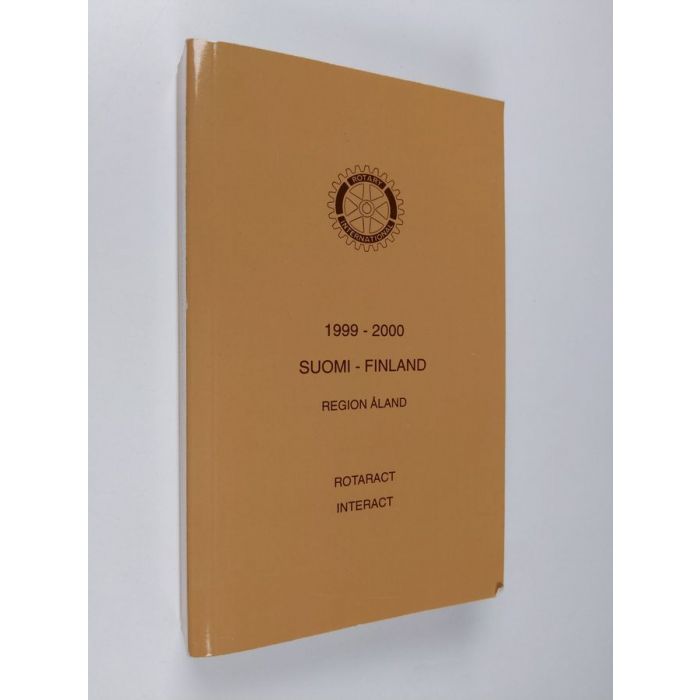 ROTARY
INTERNATIONAL
1999 - 2000
SUOMI - FINLAND
REGION ÅLAND
ROTARACT
INTERACT